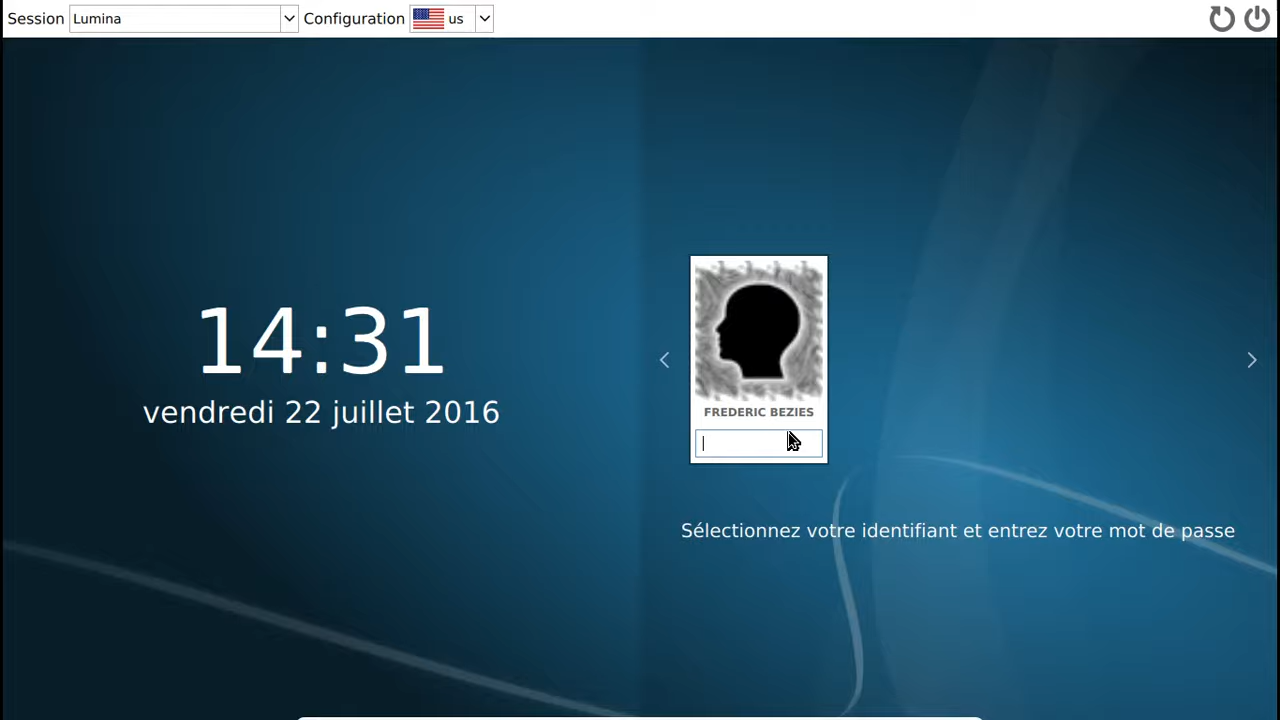 Session Lumina Configuration us
14:31
vendredi 22 juillet 2016
FREDERIC BEZIES
Sélectionnez votre identifiant et entrez votre mot de passe